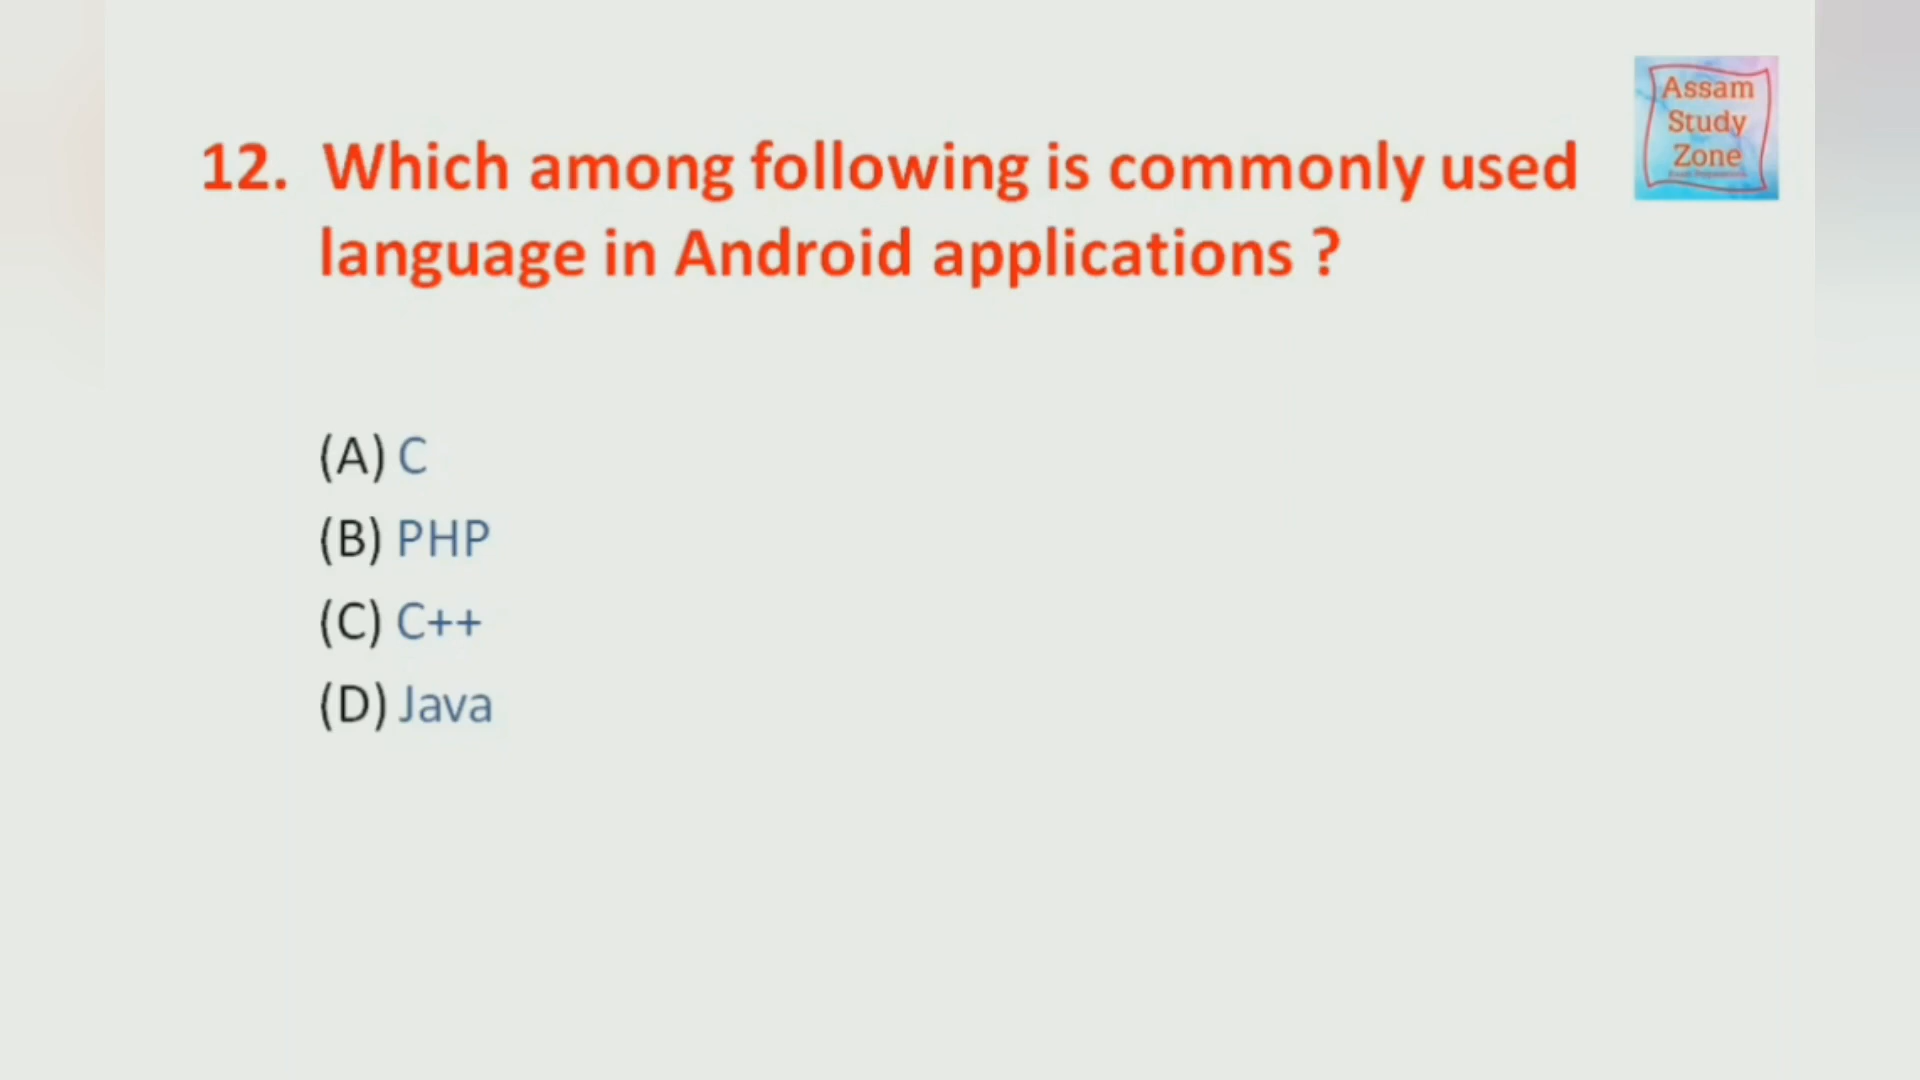 Assam
Study
Zone
12. Which among following is commonly used
language in Android applications ?
(A) C
(B) PHP
(C) C++
(D) Java